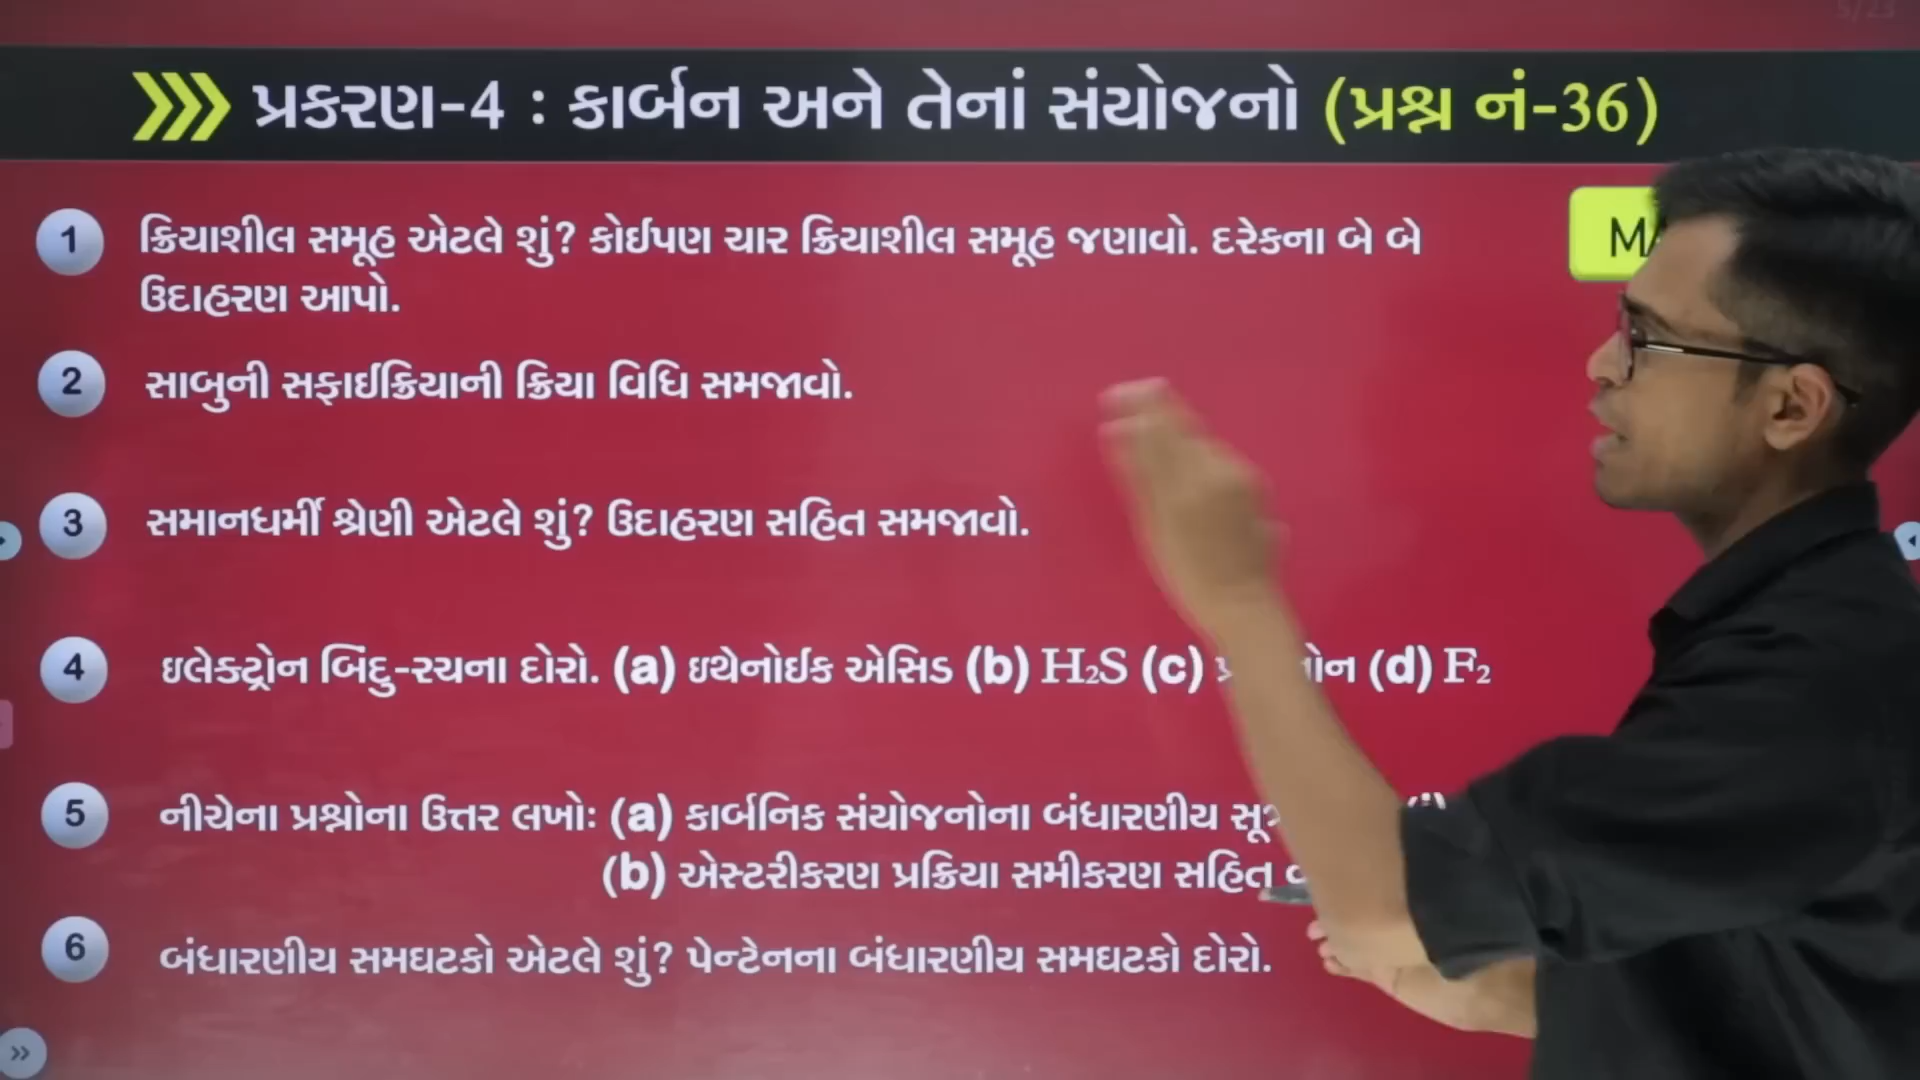 5/23
પ્રકરણ-4 : કાર્બન અને તેનાં સંયોજનો (પ્રશ્ન નં-36)
1 ક્રિયાશીલ સમૂહ એટલે શું? કોઈપણ ચાર ક્રિયાશીલ સમૂહ જણાવો. દરેકના બે બે
ઉદાહરણ આપો.
2 સાબુની સફાઈક્રિયાની ક્રિયા વિધિ સમજાવો.
3 સમાનધર્મી શ્રેણી એટલે શું? ઉદાહરણ સહિત સમજાવો.
4 ઇલેક્ટ્રોન બિંદુ-રચના દોરો. (a) ઇથેનોઈક એસિડ (b) H₂S (c) (d) F₂
5 નીચેના પ્રશ્નોના ઉત્તર લખોઃ (a) કાર્બનિક સંયોજનોના બંધારણીય
(b) એસ્ટરીકરણ પ્રક્રિયા સમીકરણ સહિત
6 બંધારણીય સમઘટકો એટલે શું? પેન્ટેનના બંધારણીય સમઘટકો દોરો.